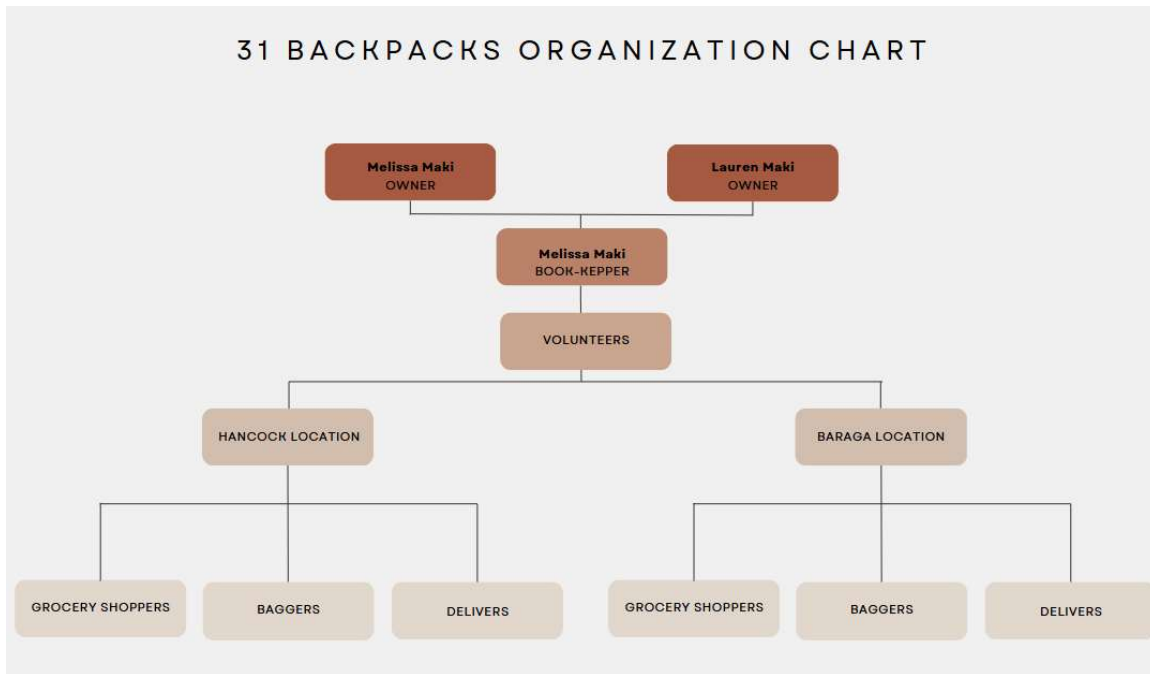 31 BACKPACKS ORGANIZATION CHART
Melissa Maki
OWNER
Lauren Maki
OWNER
Melissa Maki
BOOK-KEPPER
VOLUNTEERS
HANCOCK LOCATION
BARAGA LOCATION
GROCERY SHOPPERS
BAGGERS
DELIVERS
GROCERY SHOPPERS
BAGGERS
DELIVERS